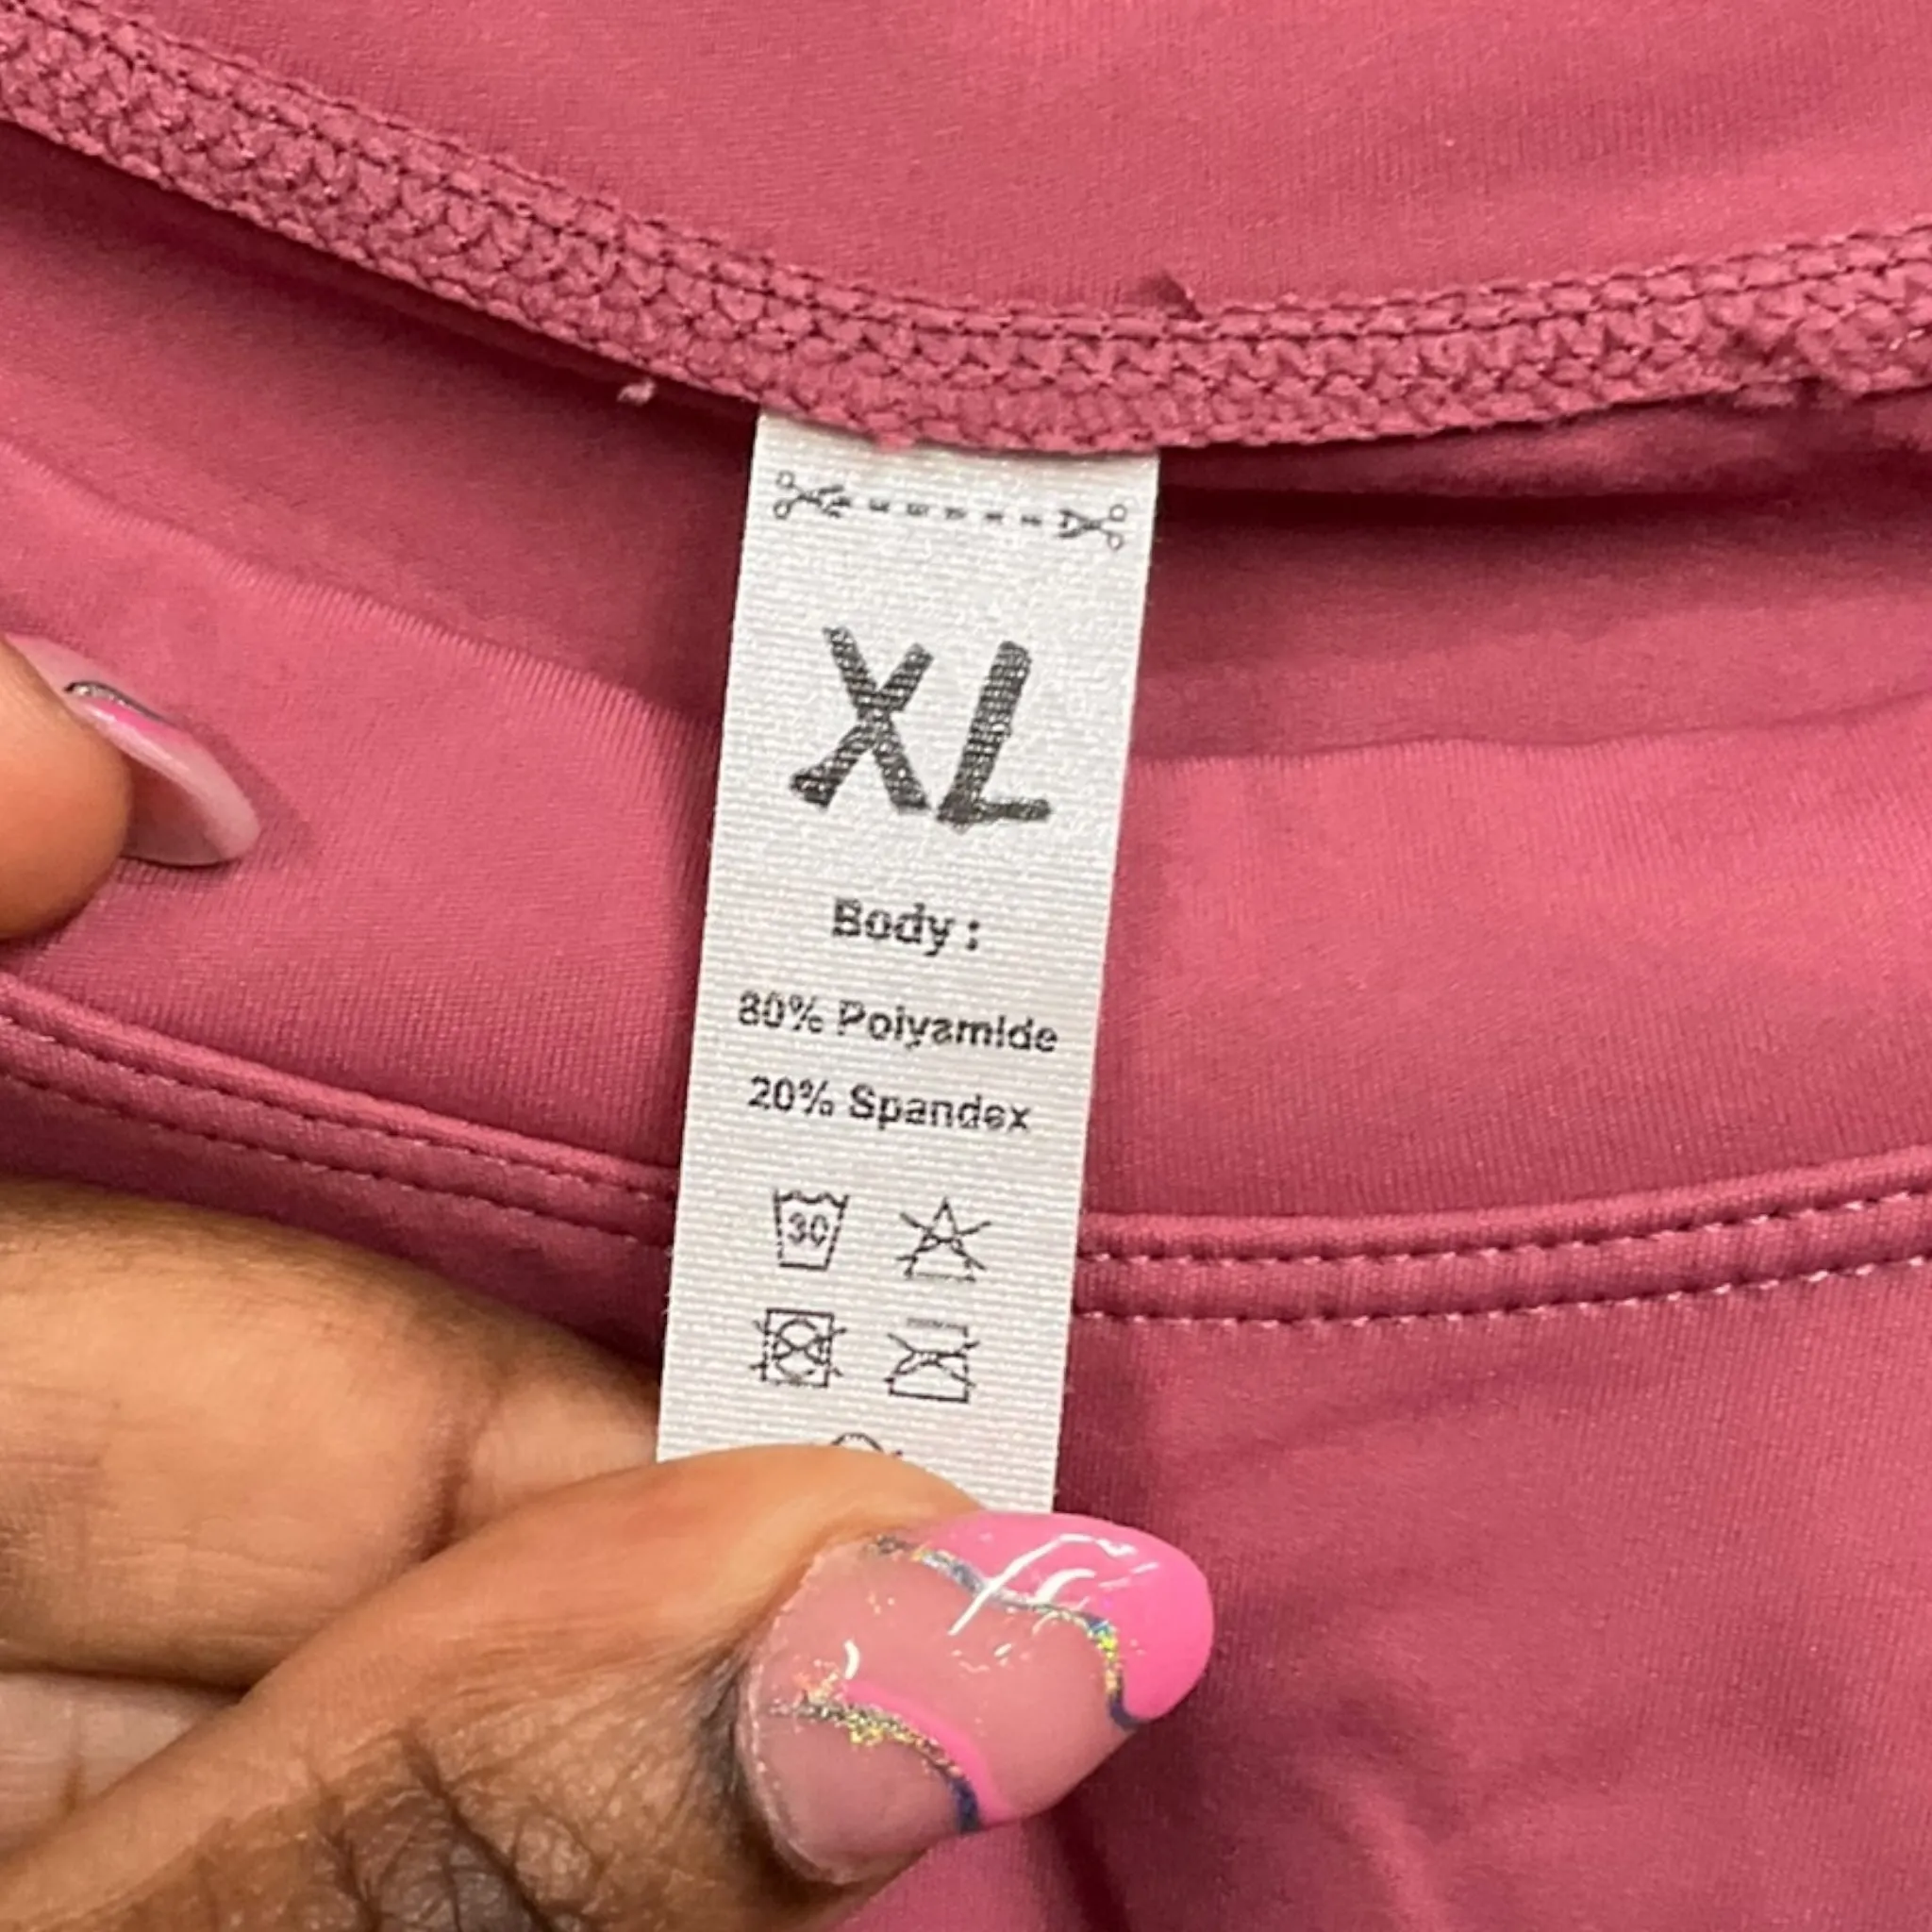 XL
Body :
80% Polyamide
20% Spandex
30